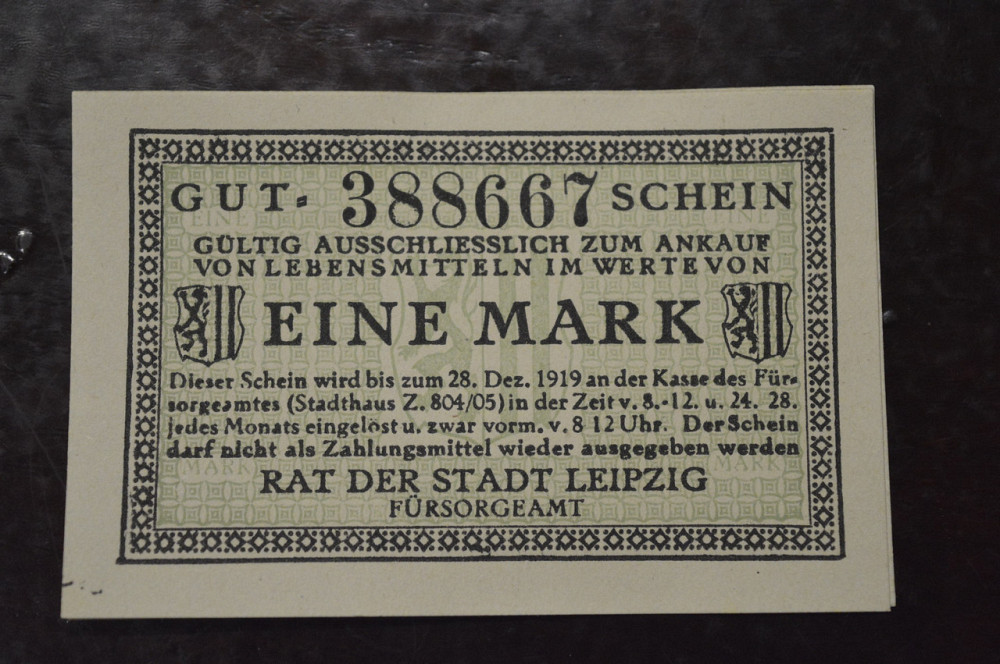 GUT- 388667 SCHEIN
GÜLTIG AUSSCHLIESSLICH ZUM ANKAUF
VON LEBENSMITTELN IM WERTE VON
EINE MARK
Dieser Schein wird bis zum 28. Dez. 1919 an der Kasse des Für-
sorgeamtes (Stadthaus Z. 804/05) in der Zeit v. 8.-12. u. 24. 28.
jedes Monats eingelöst u. zwar vorm. v. 8 12 Uhr. Der Schein
darf nicht als Zahlungsmittel wieder ausgegeben werden
MARK MARK
RAT DER STADT LEIPZIG
FÜRSORGEAMT